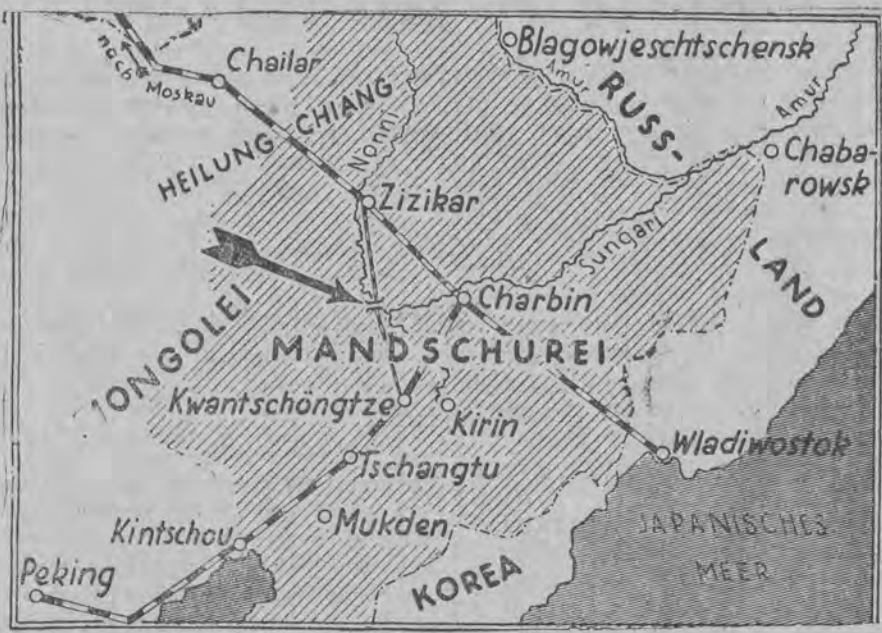 Blagowjeschtschensk
nach
Moskau
Chailar
Amur
RUSS-
Amur
HEILUNG CHIANG
Nonni
Chaba-
rowsk
Zizikar
Sungari
LAND
MONGOLEI
Charbin
MANDSCHUREI
Kwantschöngtze
Kirin
Wladiwostok
Tschangtu
Kintschou
Mukden
JAPANISCHES
MEER
Peking
KOREA